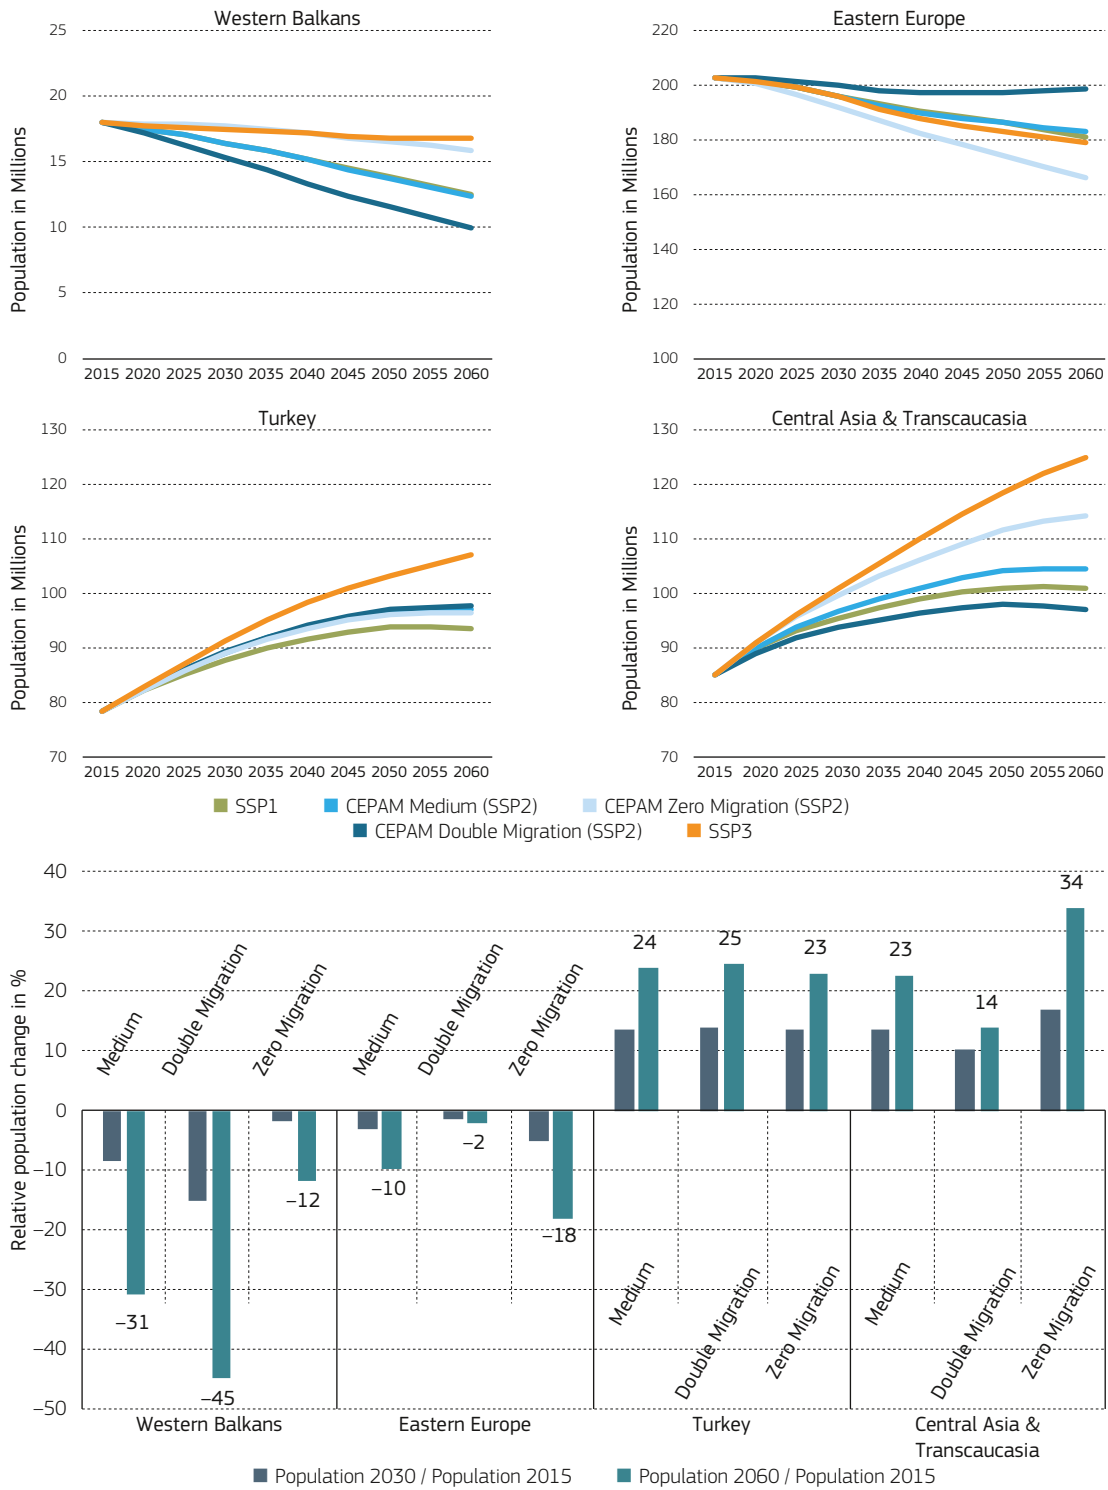 Western Balkans
Population in Millions
25
20
15
10
5
0
2015 2020 2025 2030 2035 2040 2045 2050 2055 2060
Eastern Europe
Population in Millions
220
200
180
160
140
120
100
2015 2020 2025 2030 2035 2040 2045 2050 2055 2060
Turkey
Population in Millions
130
120
110
100
90
80
70
2015 2020 2025 2030 2035 2040 2045 2050 2055 2060
Central Asia & Transcaucasia
Population in Millions
130
120
110
100
90
80
70
2015 2020 2025 2030 2035 2040 2045 2050 2055 2060
SSP1 CEPAM Medium (SSP2) CEPAM Zero Migration (SSP2)
CEPAM Double Migration (SSP2) SSP3
Relative population change in %
40
30
20
10
0
−10
−20
−30
−40
−50
Medium
Double Migration
Zero Migration
Medium
Double Migration
Zero Migration
−31
−45
−12
−10
−2
−18
24
25
23
23
14
34
Medium
Double Migration
Zero Migration
Medium
Double Migration
Zero Migration
Western Balkans
Eastern Europe
Turkey
Central Asia &
Transcaucasia
Population 2030 / Population 2015 Population 2060 / Population 2015